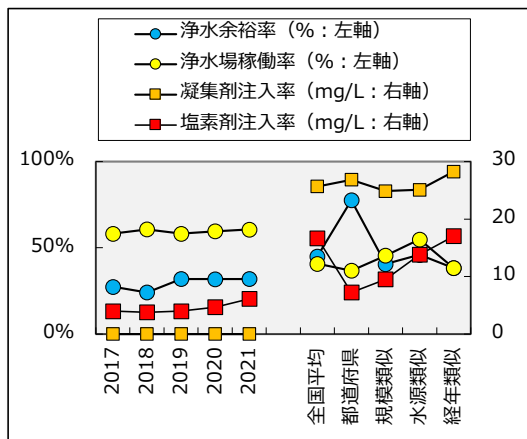 浄水余裕率（%：左軸）
浄水場稼働率（%：左軸）
凝集剤注入率（mg/L：右軸）
塩素剤注入率（mg/L：右軸）
100%
50%
0%
30
20
10
0
2017
2018
2019
2020
2021
全国平均
都道府県
規模類似
水源類似
経年類似